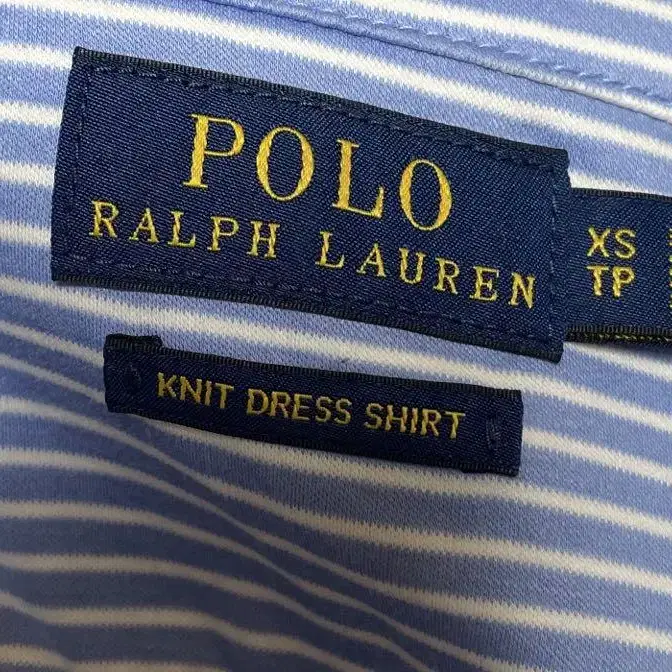 POLO
RALPH LAUREN
XS
TP
KNIT DRESS SHIRT